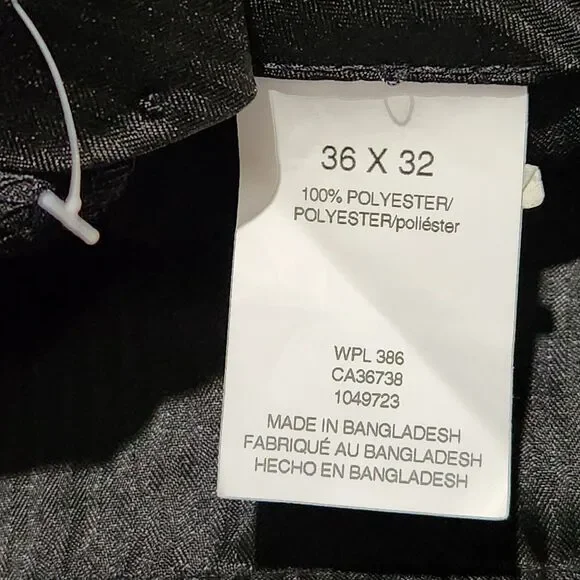 36 X 32
100% POLYESTER/
POLYESTER/poliéster
WPL 386
CA36738
1049723
MADE IN BANGLADESH
FABRIQUÉ AU BANGLADESH
HECHO EN BANGLADESH